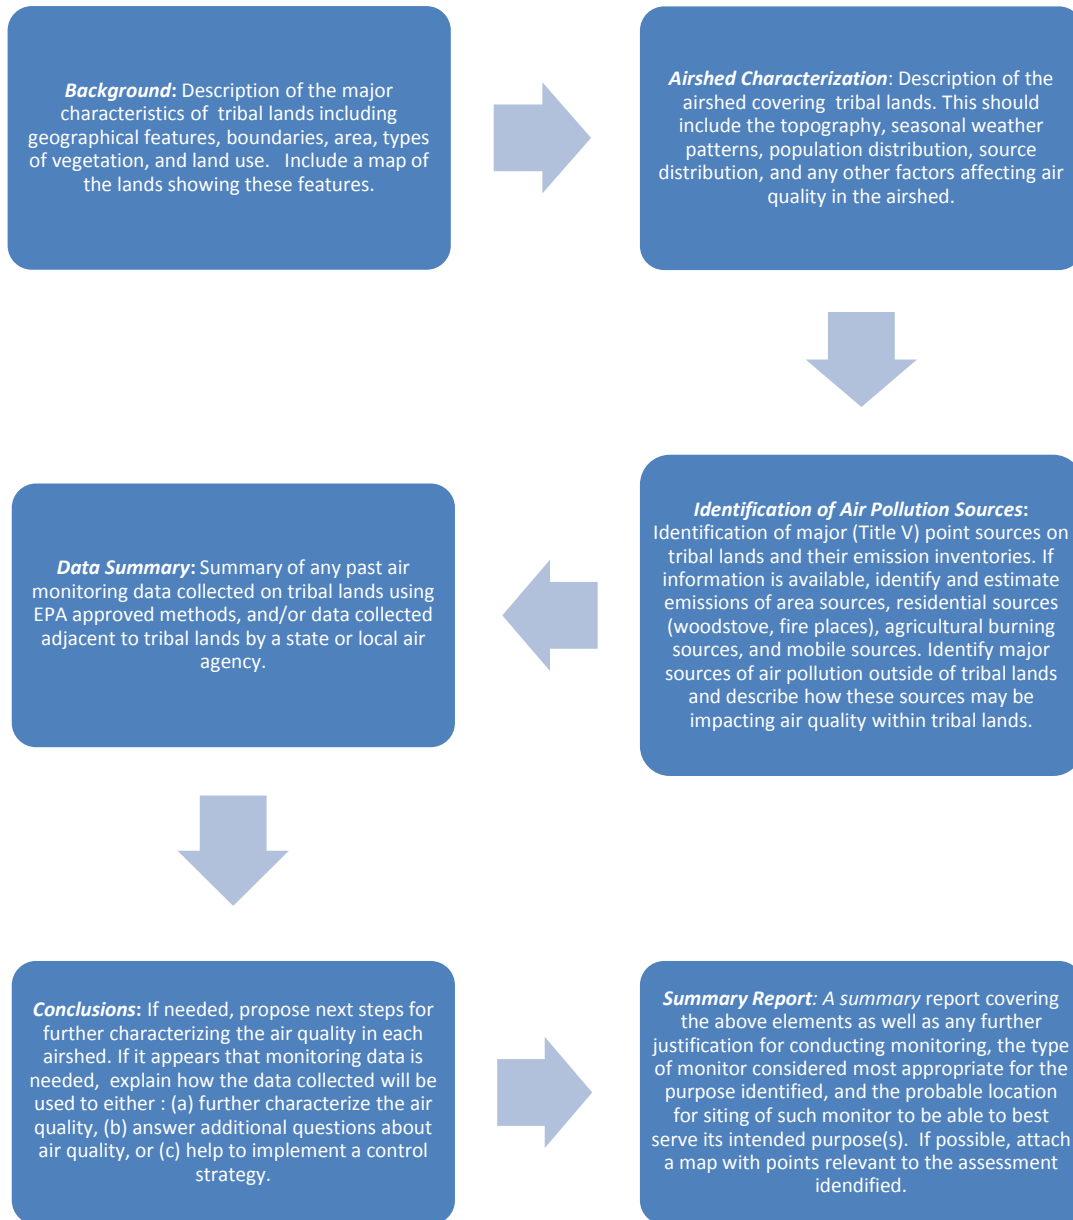 Background: Description of the major
characteristics of tribal lands including
geographical features, boundaries, area, types
of vegetation, and land use. Include a map of
the lands showing these features.
Airshed Characterization: Description of the
airshed covering tribal lands. This should
include the topography, seasonal weather
patterns, population distribution, source
distribution, and any other factors affecting air
quality in the airshed.
Identification of Air Pollution Sources:
Identification of major (Title V) point sources on
tribal lands and their emission inventories. If
information is available, identify and estimate
emissions of area sources, residential sources
(woodstove, fire places), agricultural burning
sources, and mobile sources. Identify major
sources of air pollution outside of tribal lands
and describe how these sources may be
impacting air quality within tribal lands.
Data Summary: Summary of any past air
monitoring data collected on tribal lands using
EPA approved methods, and/or data collected
adjacent to tribal lands by a state or local air
agency.
Conclusions: If needed, propose next steps for
further characterizing the air quality in each
airshed. If it appears that monitoring data is
needed, explain how the data collected will be
used to either : (a) further characterize the air
quality, (b) answer additional questions about
air quality, or (c) help to implement a control
strategy.
Summary Report: A summary report covering
the above elements as well as any further
justification for conducting monitoring, the type
of monitor considered most appropriate for the
purpose identified, and the probable location
for siting of such monitor to be able to best
serve its intended purpose(s). If possible, attach
a map with points relevant to the assessment
idendified.